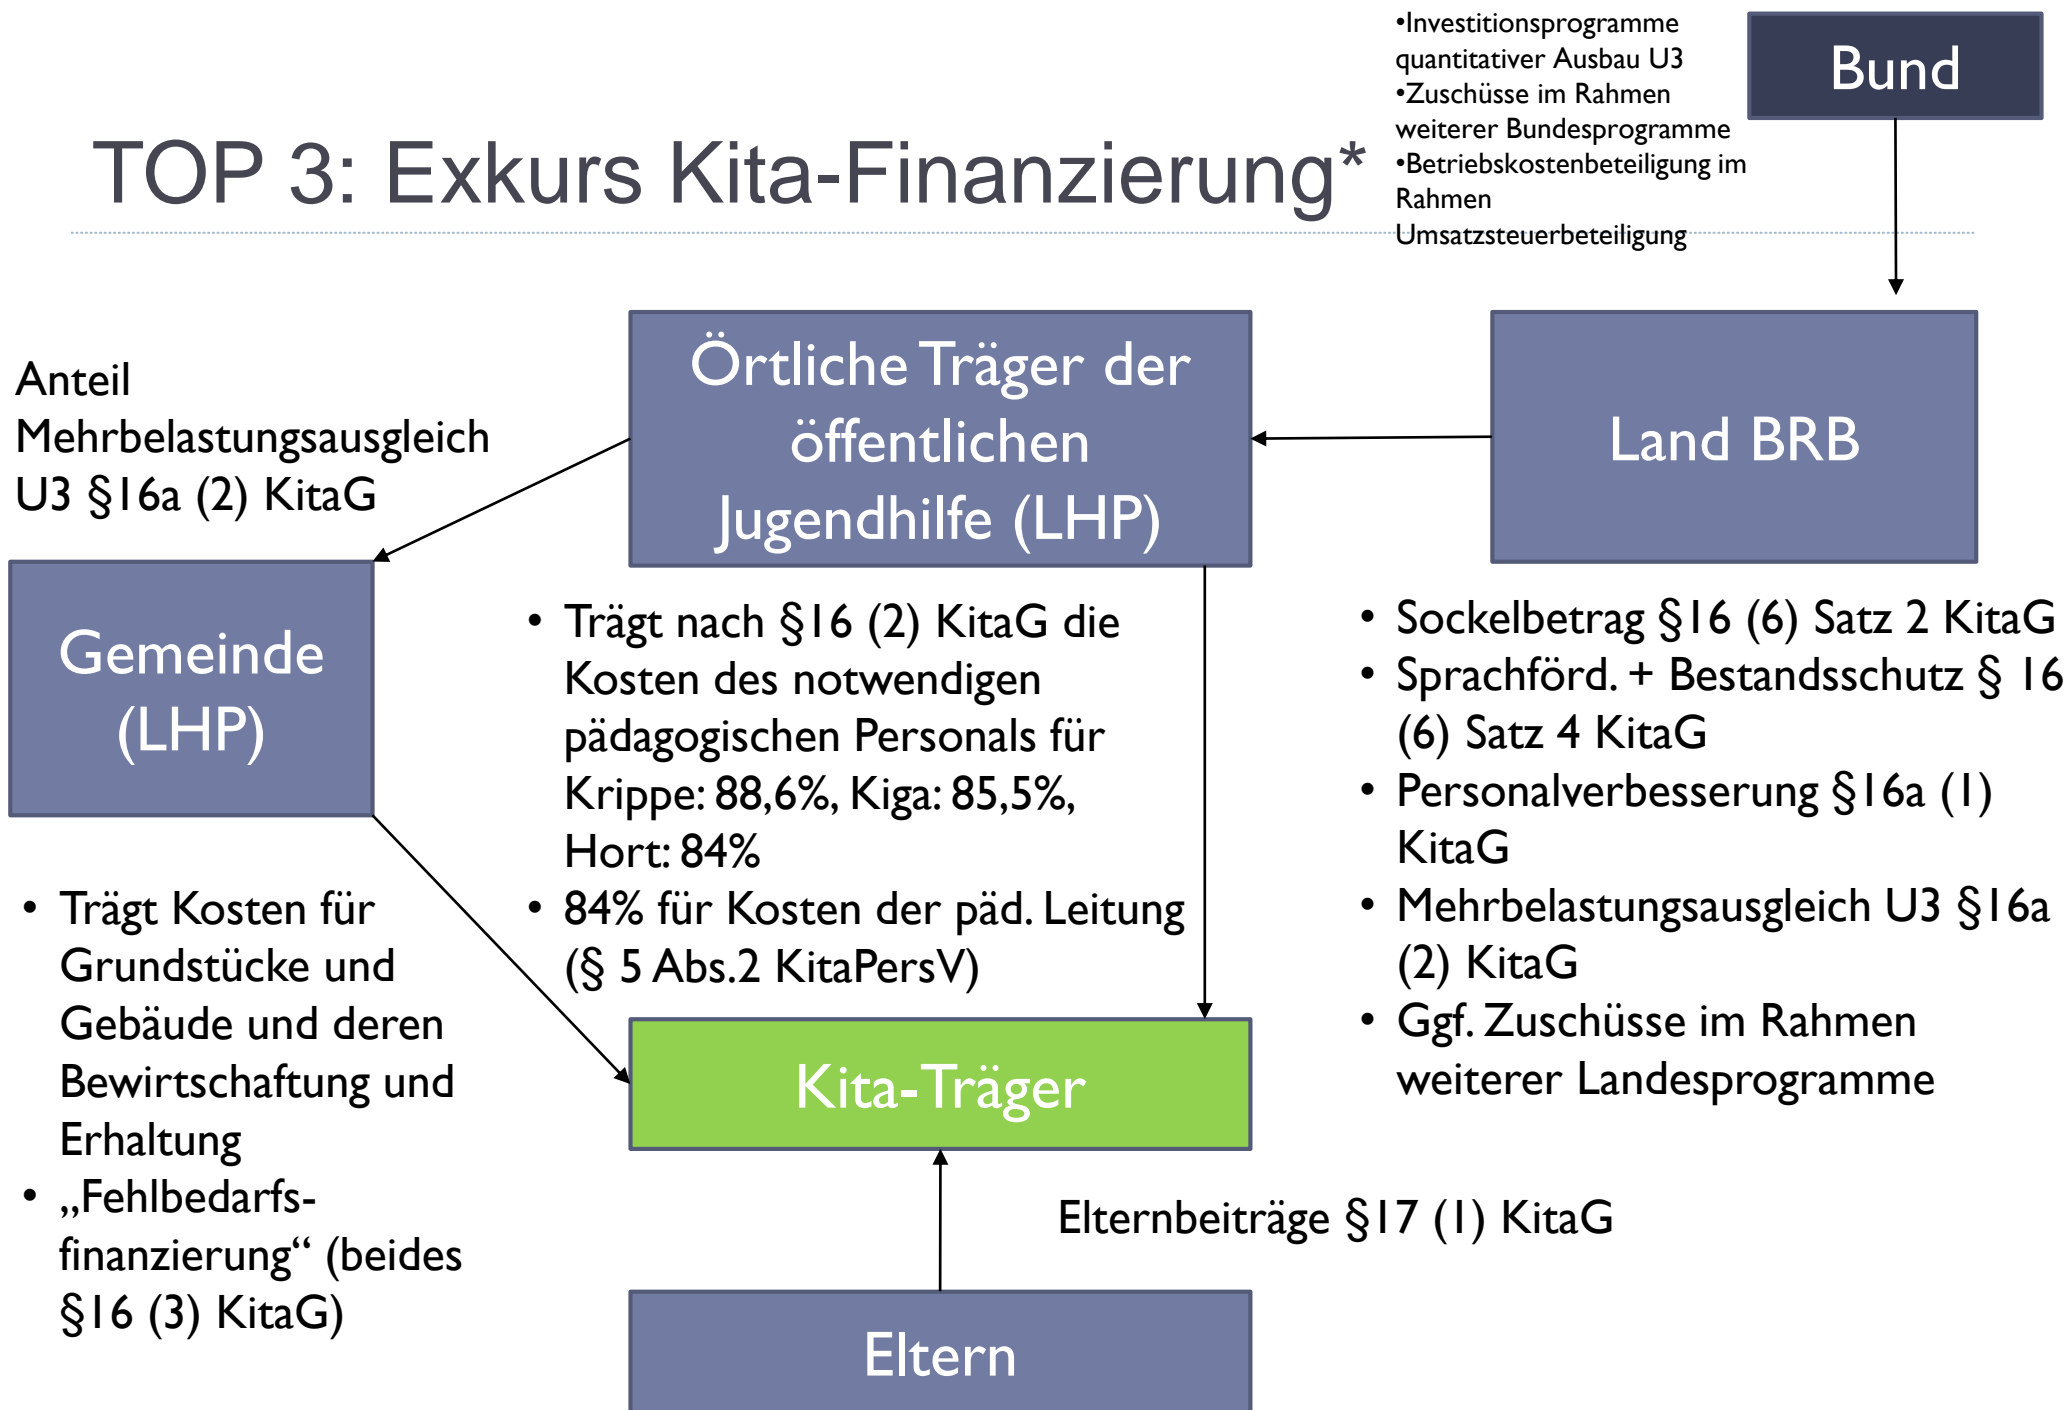 TOP 3: Exkurs Kita-Finanzierung*
•Investitionsprogramme
quantitativer Ausbau U3
•Zuschüsse im Rahmen
weiterer Bundesprogramme
•Betriebskostenbeteiligung im
Rahmen
Umsatzsteuerbeteiligung
Bund
Anteil
Mehrbelastungsausgleich
U3 §16a (2) KitaG
Örtliche Träger der
öffentlichen
Jugendhilfe (LHP)
Land BRB
Gemeinde
(LHP)
• Trägt nach §16 (2) KitaG die
Kosten des notwendigen
pädagogischen Personals für
Krippe: 88,6%, Kiga: 85,5%,
Hort: 84%
• 84% für Kosten der päd. Leitung
(§ 5 Abs.2 KitaPersV)
• Sockelbetrag §16 (6) Satz 2 KitaG
• Sprachförd. + Bestandsschutz § 16
(6) Satz 4 KitaG
• Personalverbesserung §16a (1)
KitaG
• Mehrbelastungsausgleich U3 §16a
(2) KitaG
• Ggf. Zuschüsse im Rahmen
weiterer Landesprogramme
• Trägt Kosten für
Grundstücke und
Gebäude und deren
Bewirtschaftung und
Erhaltung
• „Fehlbedarfs-
finanzierung“ (beides
§16 (3) KitaG)
Kita-Träger
Elternbeiträge §17 (1) KitaG
Eltern